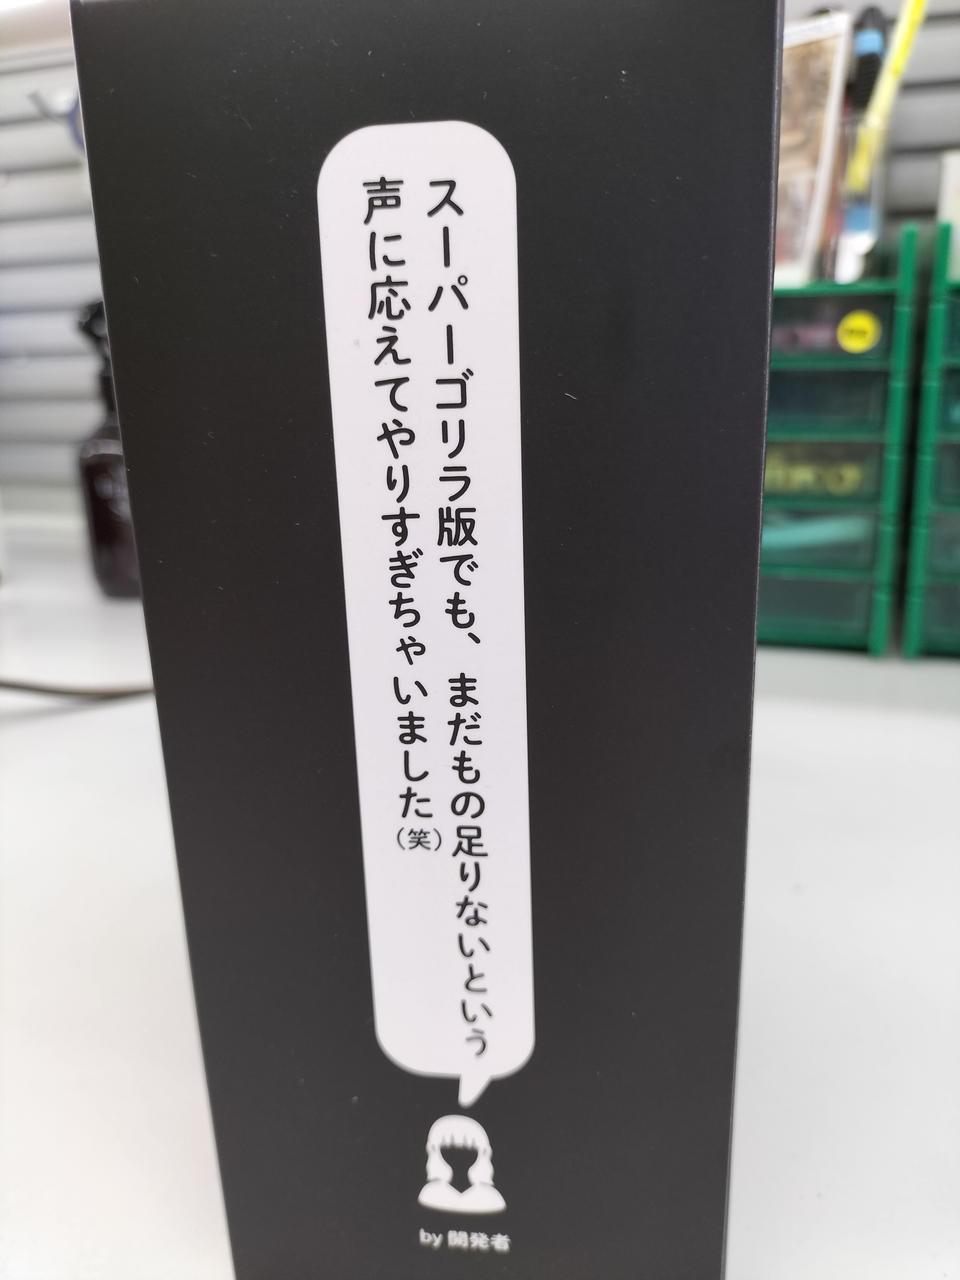 スーパーゴリラ版でも、まだもの足りないという
声に応えてやりすぎちゃいました(笑)
by 開発者